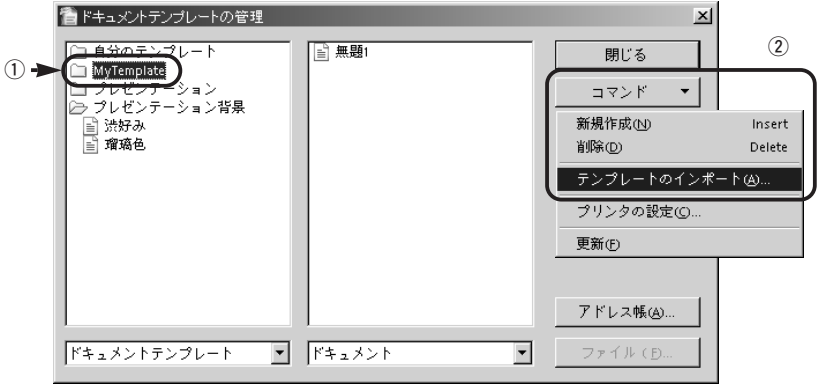 ドキュメントテンプレートの管理
①
②
自分のテンプレート
MyTemplate
プレゼンテーション
プレゼンテーション背景
渋好み
瑠璃色
無題1
閉じる
コマンド
新規作成(N) Insert
削除(D) Delete
テンプレートのインポート(A)...
プリンタの設定(C)...
更新(F)
アドレス帳(A)...
ドキュメントテンプレート
ドキュメント
ファイル(F)...